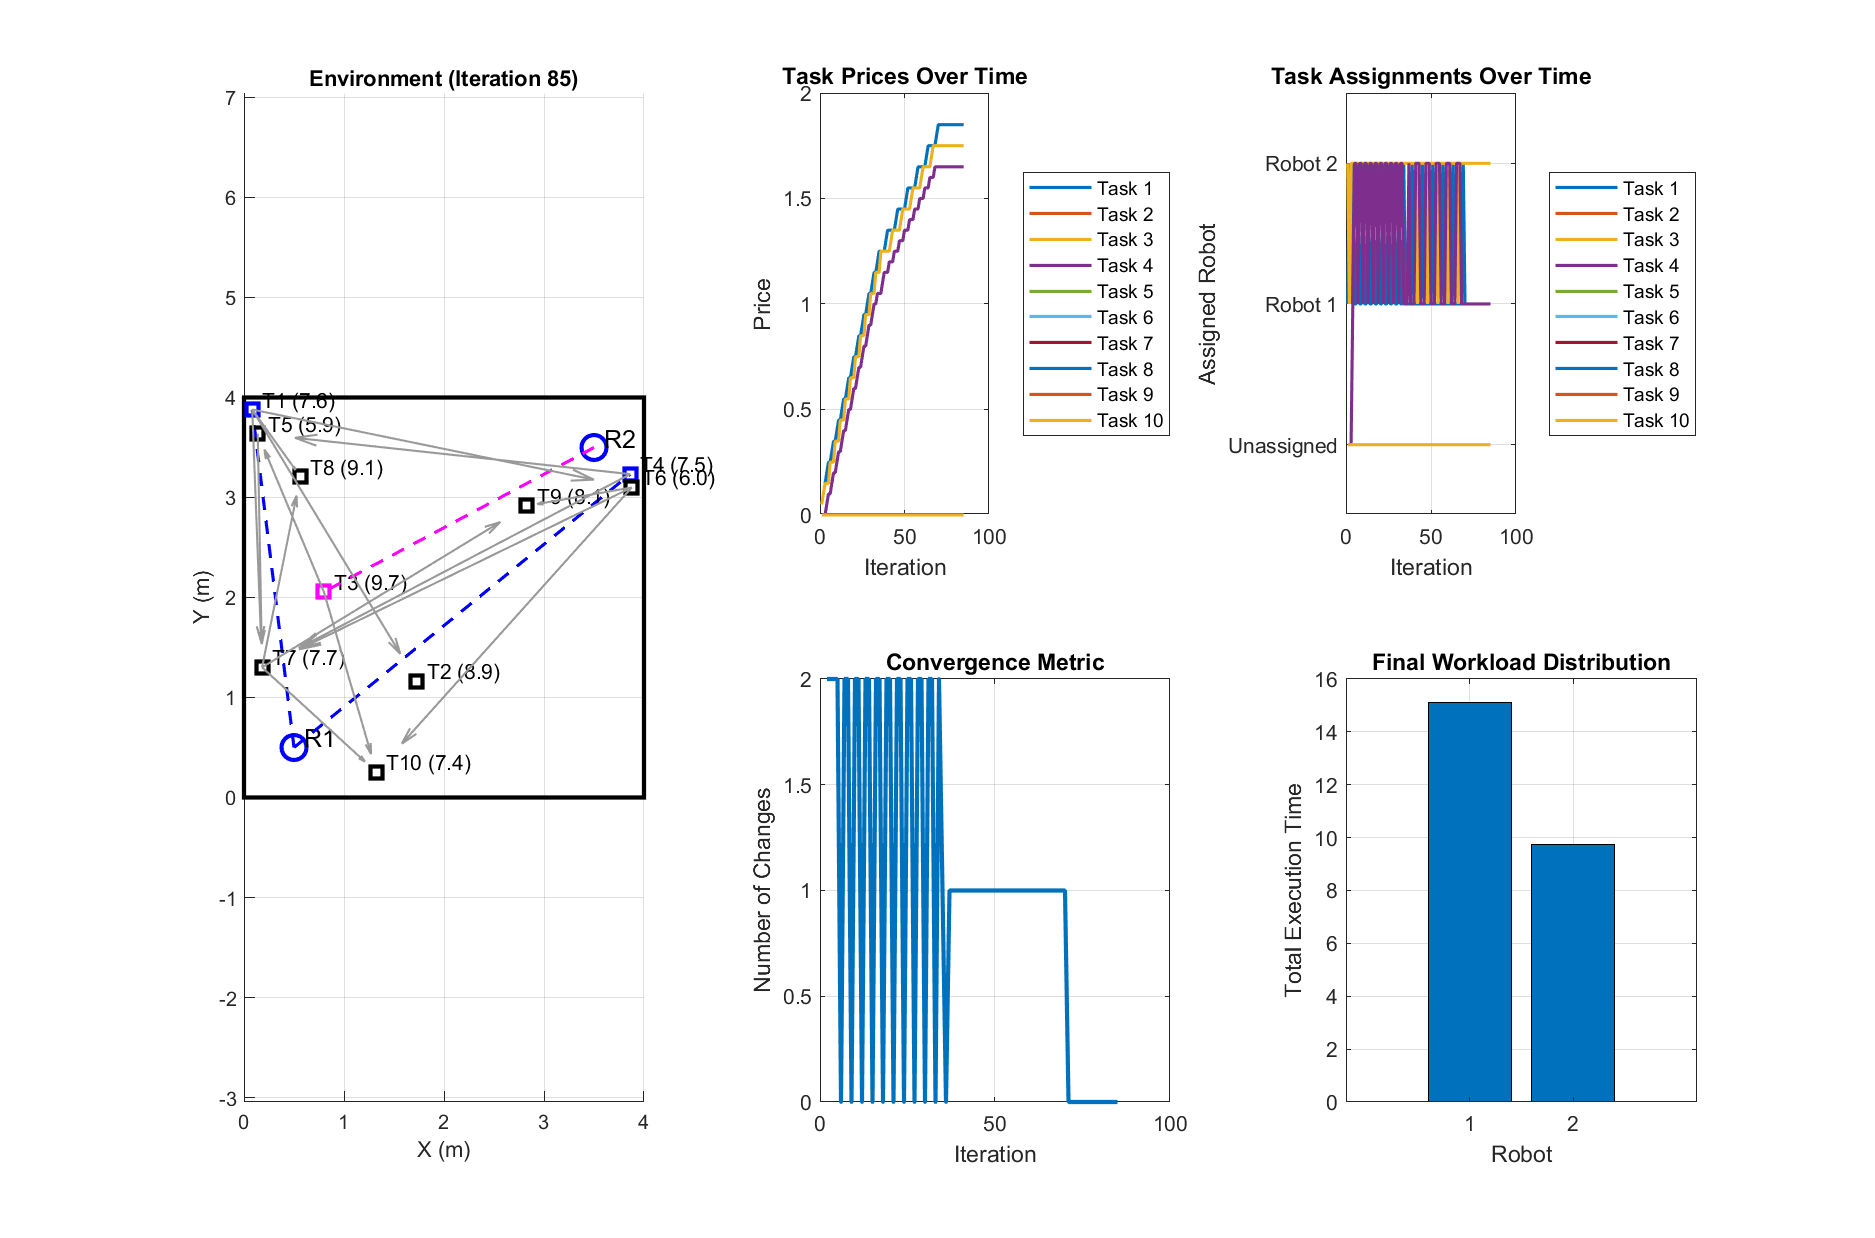 Environment (Iteration 85)
7
6
5
4
3
2
1
0
-1
-2
-3
0 1 2 3 4
X (m)
Y (m)
T1 (7.6)
T5 (5.9)
T8 (9.1)
R2
T4 (7.5)
T6 (6.0)
T9 (8.1)
T3 (9.7)
T7 (7.7)
T2 (8.9)
R1
T10 (7.4)
Task Prices Over Time
2
1.5
1
0.5
0
0 50 100
Iteration
Price
Task 1
Task 2
Task 3
Task 4
Task 5
Task 6
Task 7
Task 8
Task 9
Task 10
Task Assignments Over Time
Robot 2
Robot 1
Unassigned
0 50 100
Iteration
Assigned Robot
Task 1
Task 2
Task 3
Task 4
Task 5
Task 6
Task 7
Task 8
Task 9
Task 10
Convergence Metric
2
1.5
1
0.5
0
0 50 100
Iteration
Number of Changes
Final Workload Distribution
16
14
12
10
8
6
4
2
0
1 2
Robot
Total Execution Time